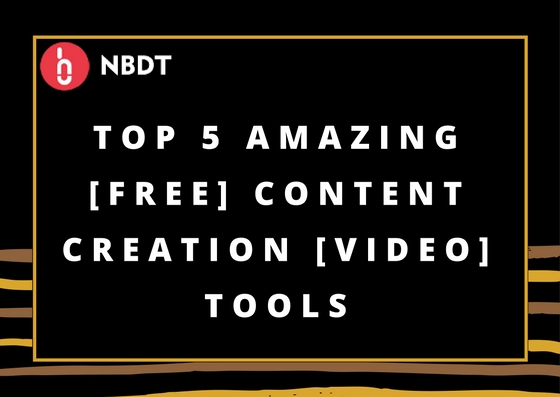 NBDT
TOP 5 AMAZING
[FREE] CONTENT
CREATION [VIDEO]
TOOLS